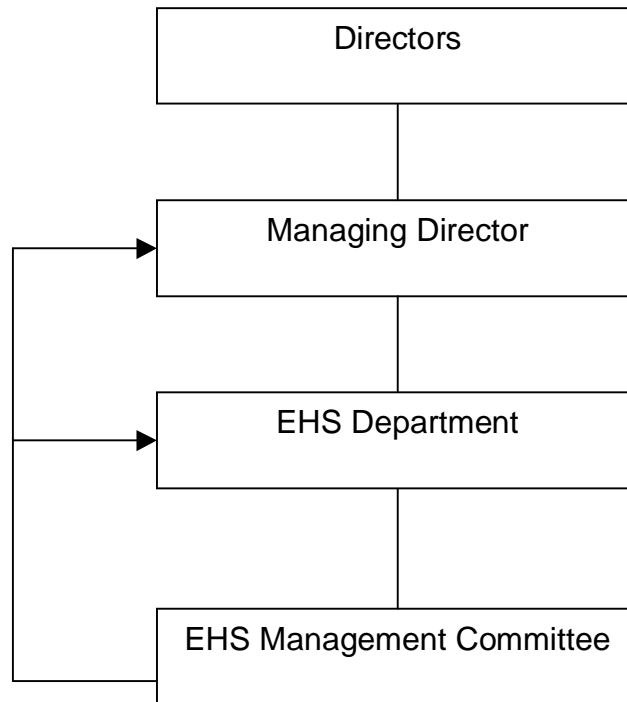 Directors
Managing Director
EHS Department
EHS Management Committee